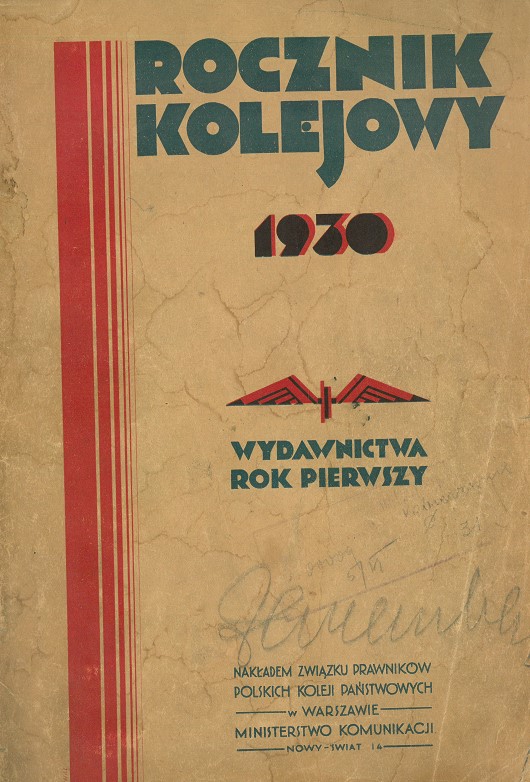 ROCZNIK
KOLEJOWY
1930
WYDAWNICTWA
ROK PIERWSZY
NAKŁADEM ZWIĄZKU PRAWNIKÓW
POLSKICH KOLEJI PAŃSTWOWYCH
w WARSZAWIE
MINISTERSTWO KOMUNIKACJI
NOWY-ŚWIAT 14